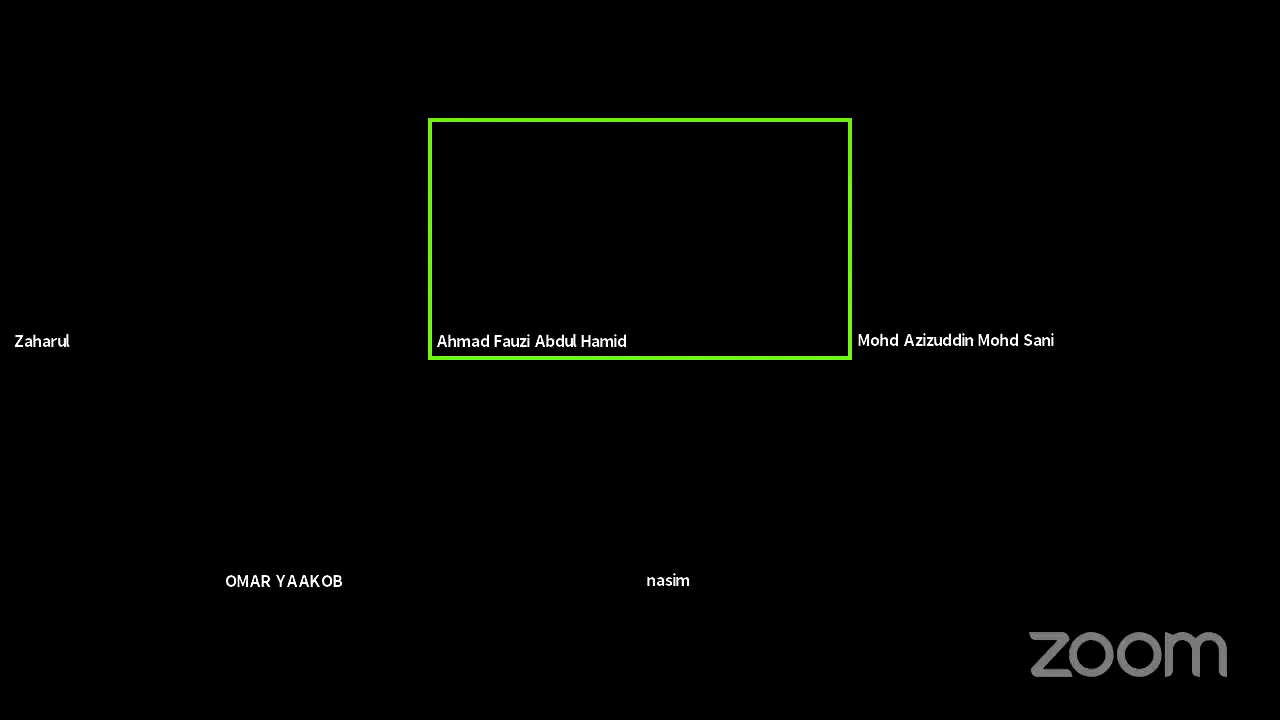 Zaharul
Ahmad Fauzi Abdul Hamid
Mohd Azizuddin Mohd Sani
OMAR YAAKOB
nasim
zoom